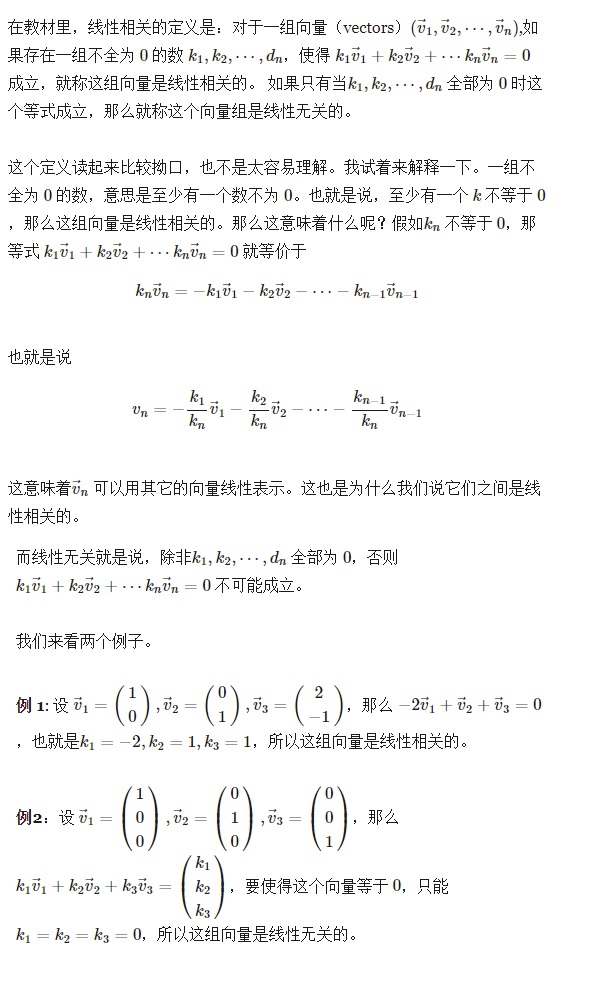 在教材里，线性相关的定义是：对于一组向量（vectors）$(\vec{v}_1, \vec{v}_2, \cdots, \vec{v}_n)$,如
果存在一组不全为 0 的数 $k_1, k_2, \cdots, d_n$，使得 $k_1\vec{v}_1 + k_2\vec{v}_2 + \cdots k_n\vec{v}_n = 0$
成立，就称这组向量是线性相关的。 如果只有当$k_1, k_2, \cdots, d_n$ 全部为 0 时这
个等式成立，那么就称这个向量组是线性无关的。
这个定义读起来比较拗口，也不是太容易理解。我试着来解释一下。一组不
全为 0 的数，意思是至少有一个数不为 0。也就是说，至少有一个 $k$ 不等于 0
，那么这组向量是线性相关的。那么这意味着什么呢？假如$k_n$ 不等于 0，那
等式 $k_1\vec{v}_1 + k_2\vec{v}_2 + \cdots k_n\vec{v}_n = 0$ 就等价于
$k_n\vec{v}_n = -k_1\vec{v}_1 - k_2\vec{v}_2 - \cdots - k_{n-1}\vec{v}_{n-1}$
也就是说
$v_n = -\frac{k_1}{k_n}\vec{v}_1 - \frac{k_2}{k_n}\vec{v}_2 - \cdots - \frac{k_{n-1}}{k_n}\vec{v}_{n-1}$
这意味着$\vec{v}_n$ 可以用其它的向量线性表示。这也是为什么我们说它们之间是线
性相关的。
而线性无关就是说，除非$k_1, k_2, \cdots, d_n$ 全部为 0，否则
$k_1\vec{v}_1 + k_2\vec{v}_2 + \cdots k_n\vec{v}_n = 0$ 不可能成立。
我们来看两个例子。
例 1: 设 $\vec{v}_1 = \begin{pmatrix} 1 \\ 0 \end{pmatrix}, \vec{v}_2 = \begin{pmatrix} 0 \\ 1 \end{pmatrix}, \vec{v}_3 = \begin{pmatrix} 2 \\ -1 \end{pmatrix}$，那么 $-2\vec{v}_1 + \vec{v}_2 + \vec{v}_3 = 0$
，也就是$k_1 = -2, k_2 = 1, k_3 = 1$，所以这组向量是线性相关的。
例2：设 $\vec{v}_1 = \begin{pmatrix} 1 \\ 0 \\ 0 \end{pmatrix}, \vec{v}_2 = \begin{pmatrix} 0 \\ 1 \\ 0 \end{pmatrix}, \vec{v}_3 = \begin{pmatrix} 0 \\ 0 \\ 1 \end{pmatrix}$，那么
$k_1\vec{v}_1 + k_2\vec{v}_2 + k_3\vec{v}_3 = \begin{pmatrix} k_1 \\ k_2 \\ k_3 \end{pmatrix}$，要使得这个向量等于 0，只能
$k_1 = k_2 = k_3 = 0$，所以这组向量是线性无关的。